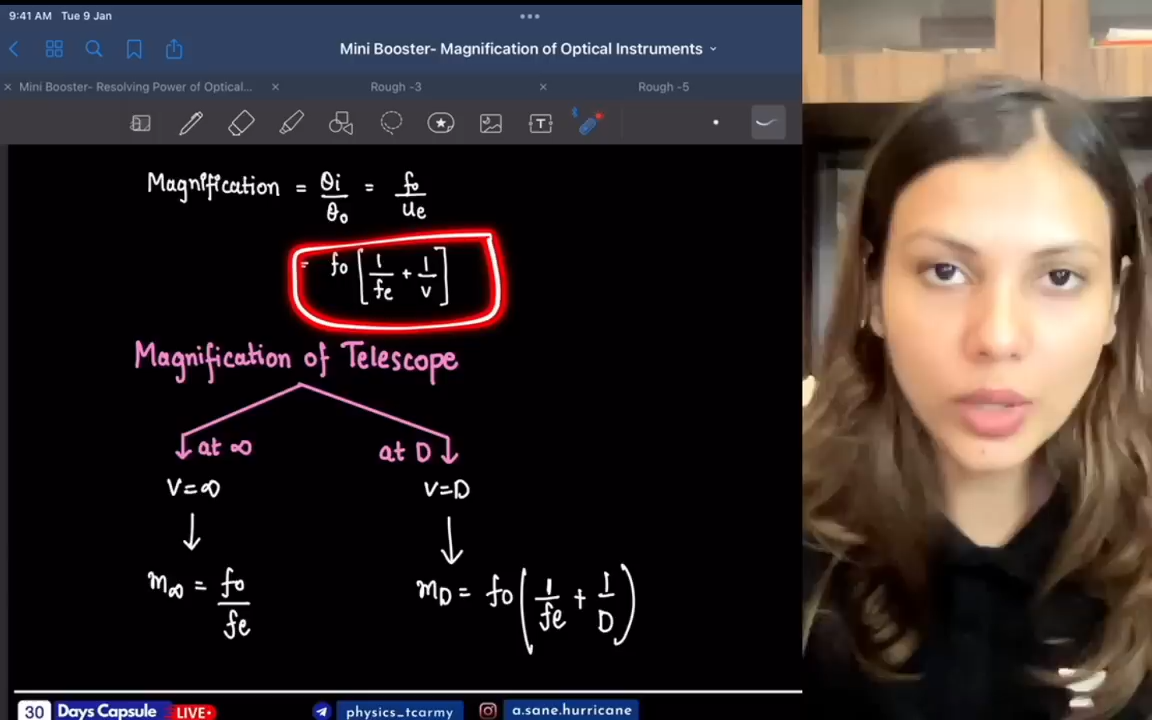 9:41 AM Tue 9 Jan
Mini Booster- Magnification of Optical Instruments
Mini Booster- Resolving Power of Optical... Rough -3 Rough -5
T
Magnification = θi/θo = fo/ue
= fo [1/fe + 1/v]
Magnification of Telescope
at ∞ at D
V=∞ V=D
m∞ = fo/fe mD = fo(1/fe + 1/D)
30 Days Capsule LIVE physics_tcarmy a.sane.hurricane